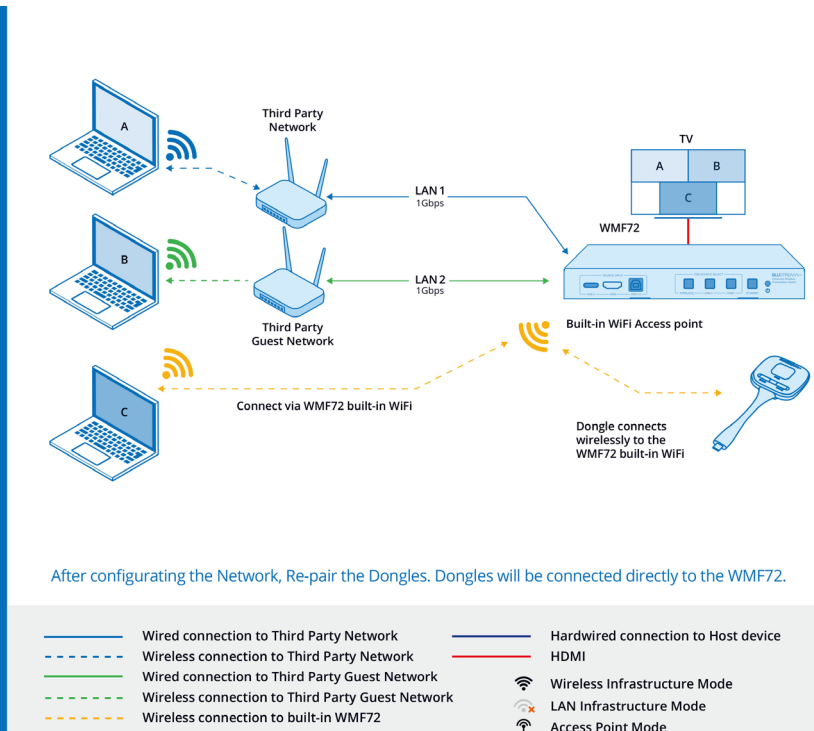 A
Third Party
Network
LAN 1
1Gbps
TV
A
B
C
WMF72
B
LAN 2
1Gbps
Third Party
Guest Network
Built-in WiFi Access point
C
Connect via WMF72 built-in WiFi
Dongle connects
wirelessly to the
WMF72 built-in WiFi
After configurating the Network, Re-pair the Dongles. Dongles will be connected directly to the WMF72.
Wired connection to Third Party Network
Wireless connection to Third Party Network
Wired connection to Third Party Guest Network
Wireless connection to Third Party Guest Network
Wireless connection to built-in WMF72
Hardwired connection to Host device
HDMI
Wireless Infrastructure Mode
LAN Infrastructure Mode
Access Point Mode